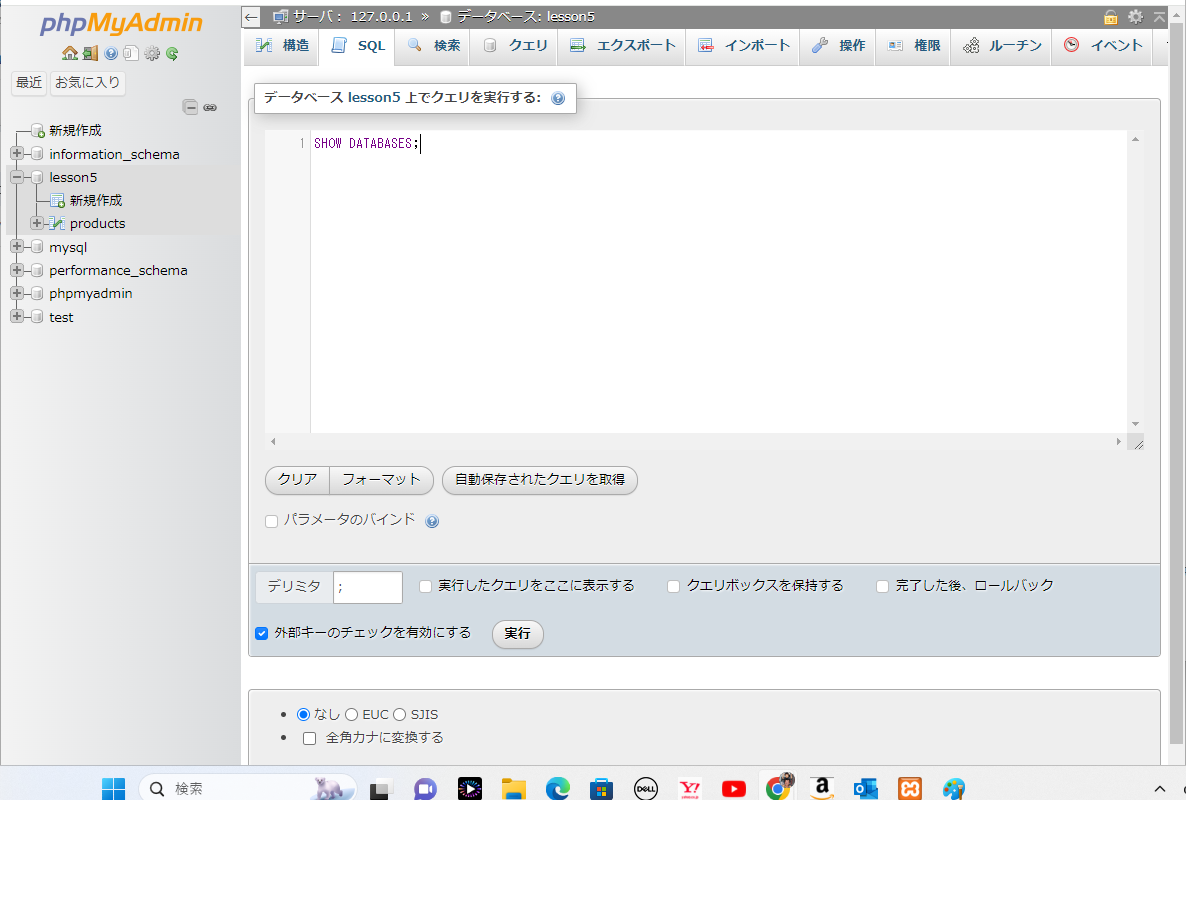 phpMyAdmin
最近 お気に入り
新規作成
information_schema
lesson5
新規作成
products
mysql
performance_schema
phpmyadmin
test
サーバ: 127.0.0.1 » データベース: lesson5
構造 SQL 検索 クエリ エクスポート インポート 操作 権限 ルーチン イベント
データベース lesson5 上でクエリを実行する:
1 SHOW DATABASES;
クリア フォーマット 自動保存されたクエリを取得
パラメータのバインド
デリミタ ; 実行したクエリをここに表示する クエリボックスを保持する 完了した後、ロールバック
外部キーのチェックを有効にする 実行
なし EUC SJIS
全角カナに変換する
検索 DELL Y! a